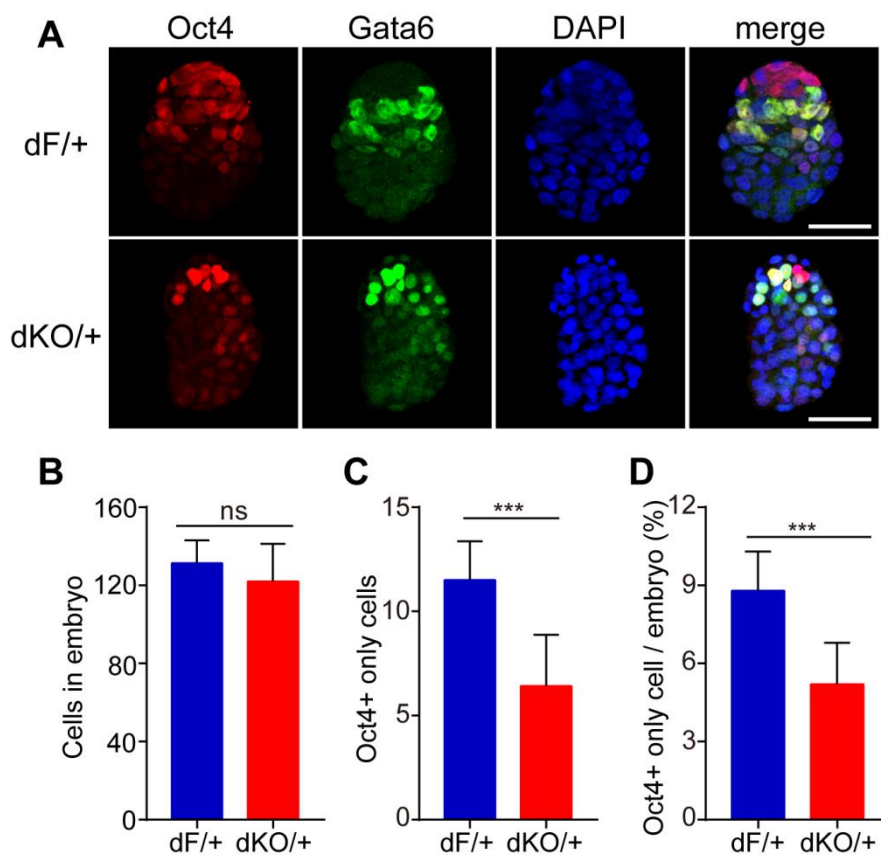 A
Oct4 Gata6 DAPI merge
dF/+
dKO/+
B
Cells in embryo
160
120
80
40
0
ns
dF/+ dKO/+
C
Oct4+ only cells
15
10
5
0
***
dF/+ dKO/+
D
Oct4+ only cell / embryo (%)
12
9
6
3
0
***
dF/+ dKO/+